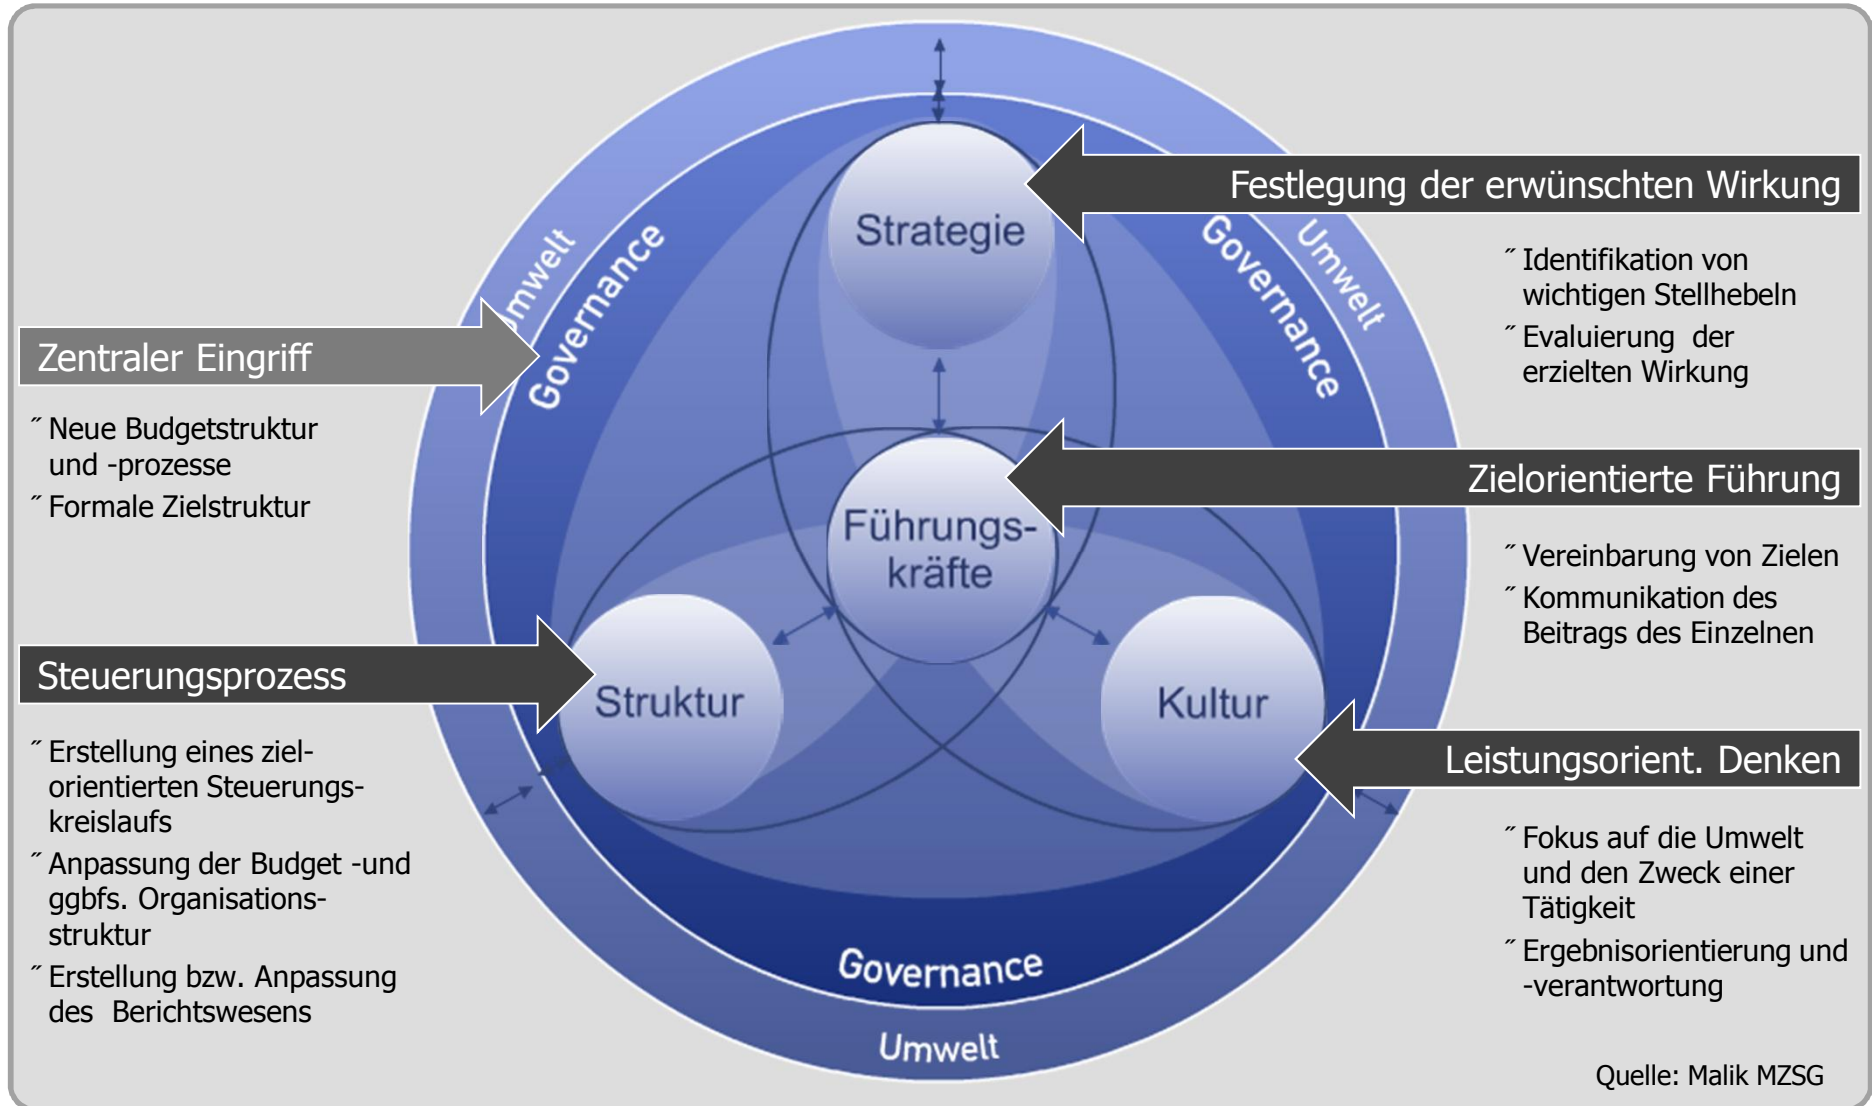 Umwelt
Governance
Governance
Umwelt
Strategie
Führungs-
kräfte
Struktur
Kultur
Governance
Umwelt
Zentraler Eingriff
˝ Neue Budgetstruktur
und -prozesse
˝ Formale Zielstruktur
Steuerungsprozess
˝ Erstellung eines ziel-
orientierten Steuerungs-
kreislaufs
˝ Anpassung der Budget -und
ggbfs. Organisations-
struktur
˝ Erstellung bzw. Anpassung
des  Berichtswesens
Festlegung der erwünschten Wirkung
˝ Identifikation von
wichtigen Stellhebeln
˝ Evaluierung  der
erzielten Wirkung
Zielorientierte Führung
˝ Vereinbarung von Zielen
˝ Kommunikation des
Beitrags des Einzelnen
Leistungsorient. Denken
˝ Fokus auf die Umwelt
und den Zweck einer
Tätigkeit
˝ Ergebnisorientierung und
-verantwortung
Quelle: Malik MZSG